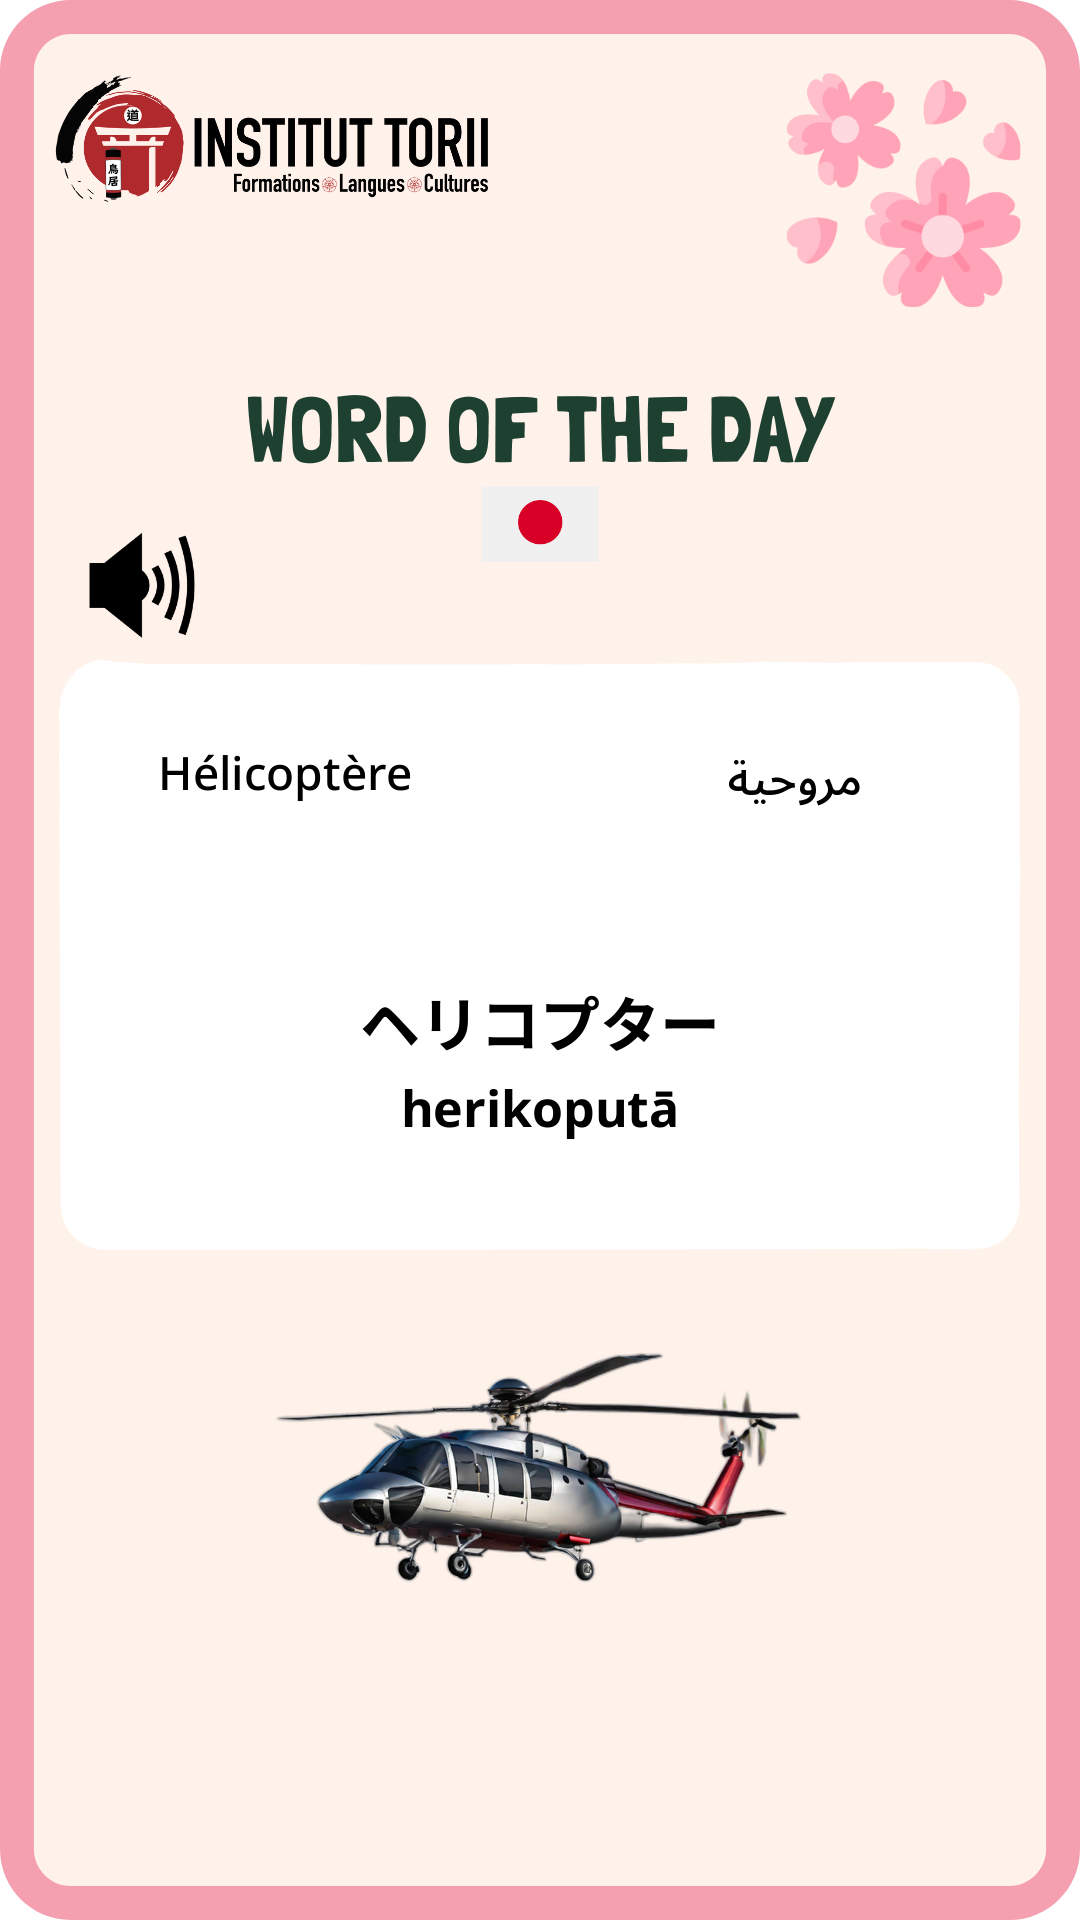 道
鳥居
INSTITUT TORII
Formations Langues Cultures
WORD OF THE DAY
Hélicoptère
مروحية
ヘリコプター
herikoputā